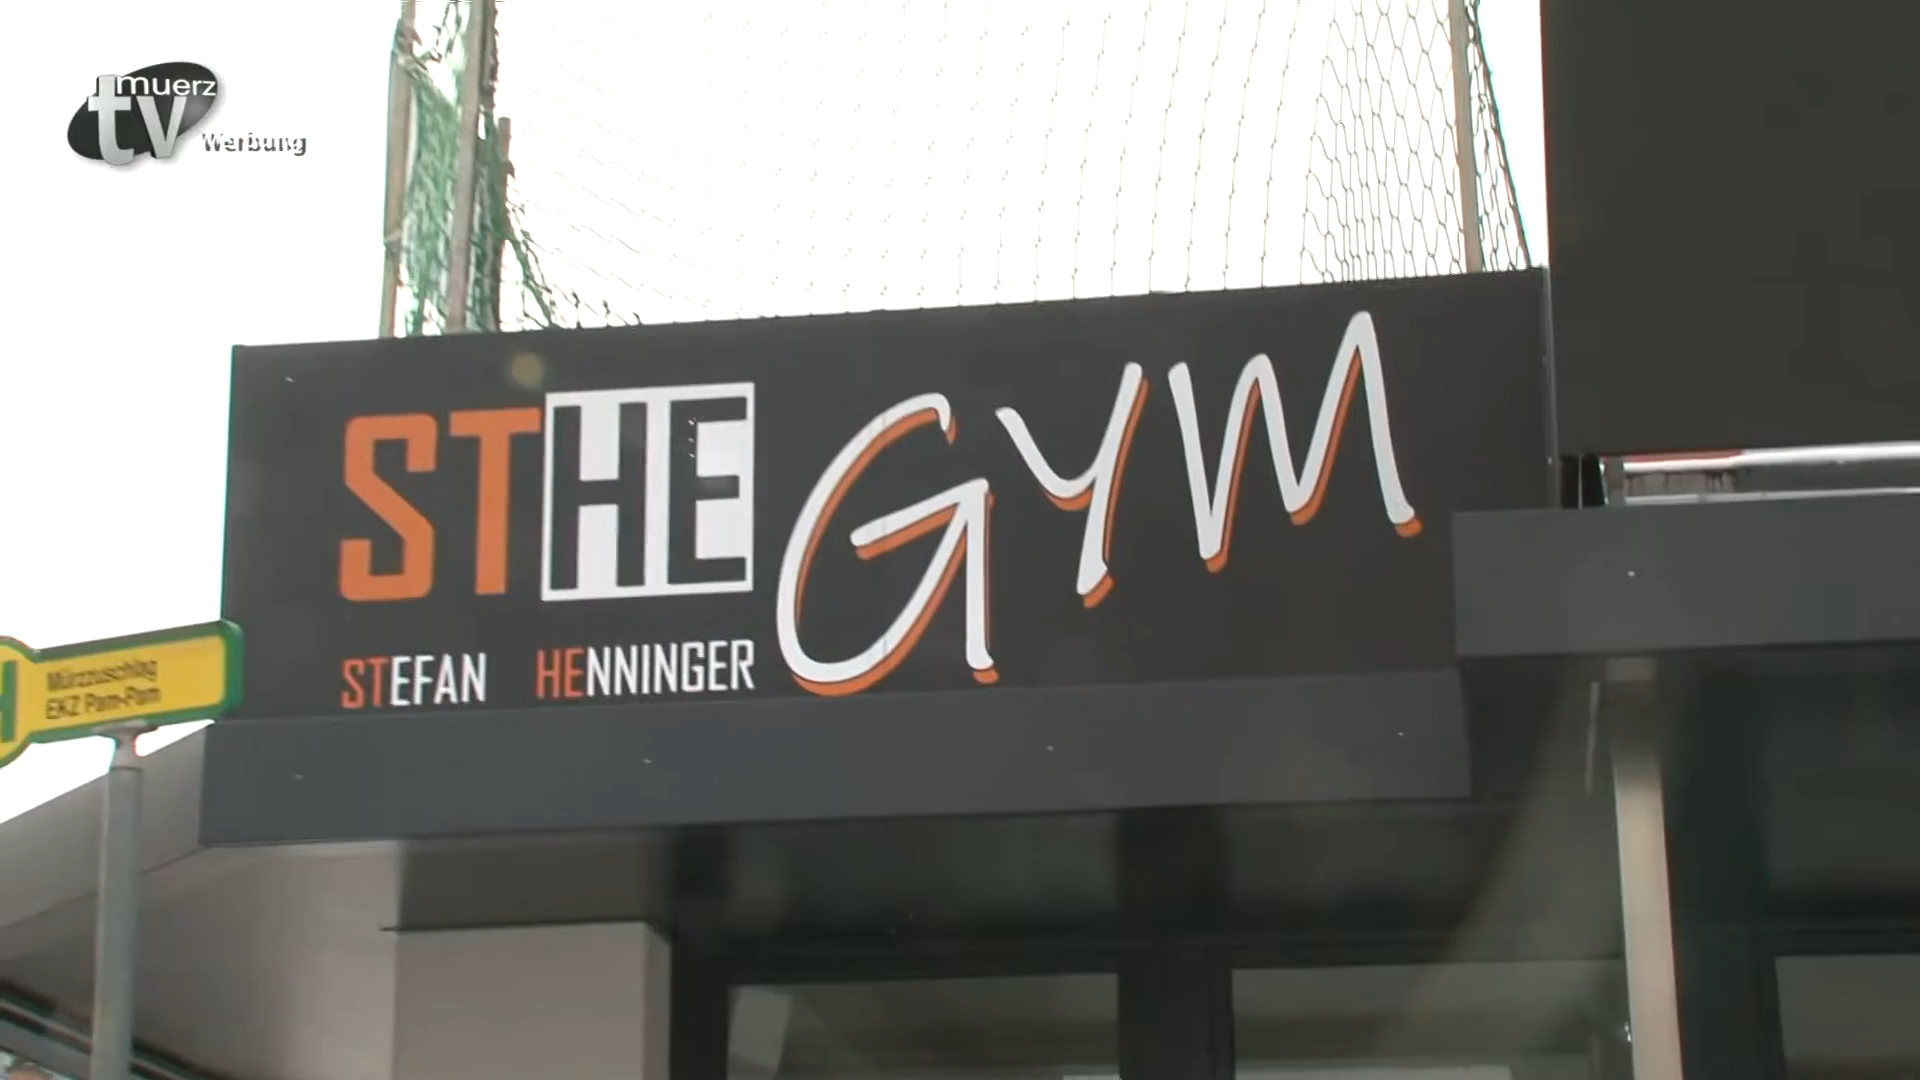 muerz
tv
Werbung
STHE GYM
STEFAN HENNINGER
H
Mürzzuschlag
EKZ Pam-Pam